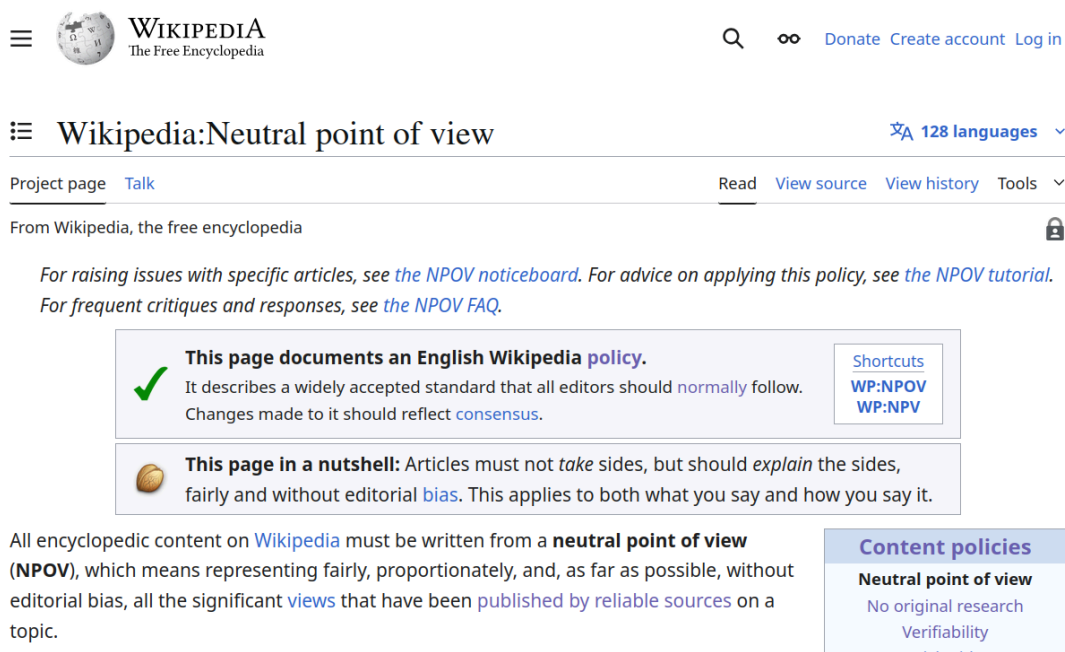 WIKIPEDIA
The Free Encyclopedia
Donate Create account Log in
Wikipedia:Neutral point of view
128 languages
Project page Talk
Read View source View history Tools
From Wikipedia, the free encyclopedia
For raising issues with specific articles, see the NPOV noticeboard. For advice on applying this policy, see the NPOV tutorial.
For frequent critiques and responses, see the NPOV FAQ.
This page documents an English Wikipedia policy.
It describes a widely accepted standard that all editors should normally follow.
Changes made to it should reflect consensus.
Shortcuts
WP:NPOV
WP:NPV
This page in a nutshell: Articles must not take sides, but should explain the sides,
fairly and without editorial bias. This applies to both what you say and how you say it.
All encyclopedic content on Wikipedia must be written from a neutral point of view
(NPOV), which means representing fairly, proportionately, and, as far as possible, without
editorial bias, all the significant views that have been published by reliable sources on a
topic.
Content policies
Neutral point of view
No original research
Verifiability